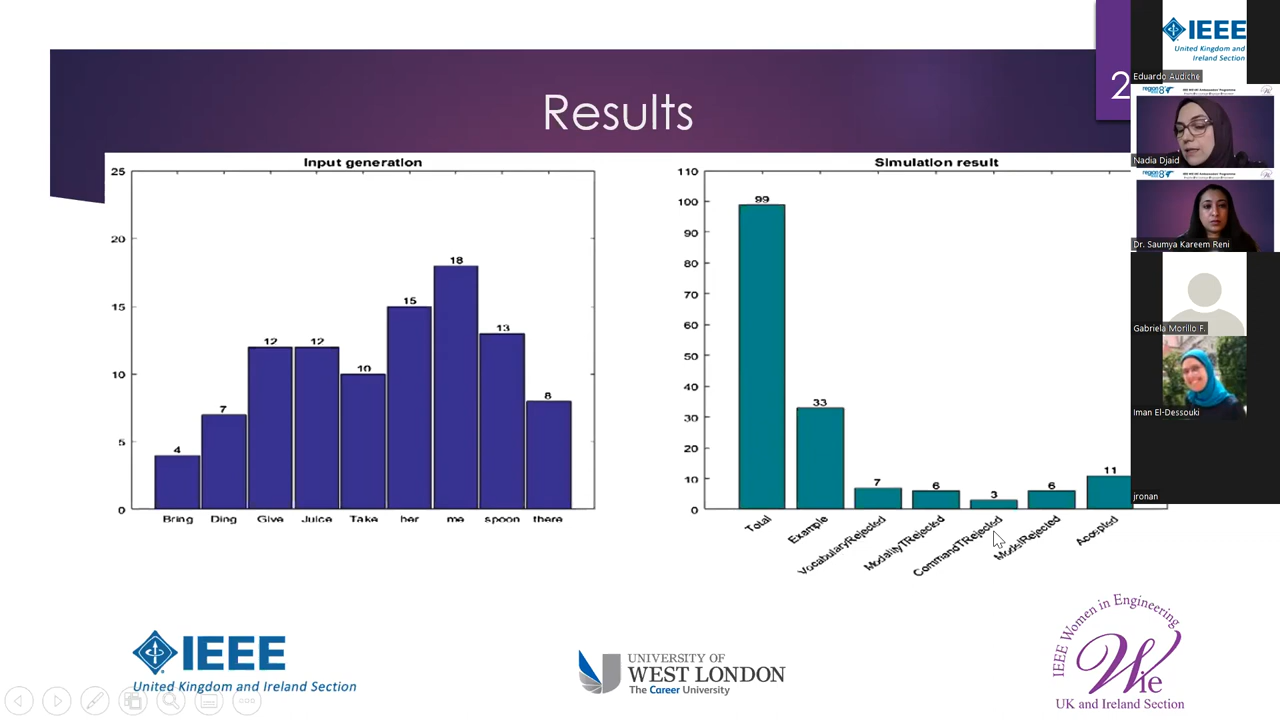 Results
2
Input generation
25
20
15
10
5
0
4
7
12
12
10
15
18
13
8
Bring
Ding
Give
Juice
Take
her
me
spoon
there
Simulation result
110
100
90
80
70
60
50
40
30
20
10
0
99
33
7
6
3
6
11
Total
Example
VocabularyRejected
ModalityTRejected
CommandTRejected
ModelRejected
Accepted
IEEE
United Kingdom and Ireland Section
UNIVERSITY OF
WEST LONDON
The Career University
IEEE Women in Engineering
Wie
UK and Ireland Section
IEEE
United Kingdom and
Ireland Section
Eduardo Audiche
Nadia Djaid
Dr. Saumya Kareem Reni
Gabriela Morillo F.
Iman El-Dessouki
jronan